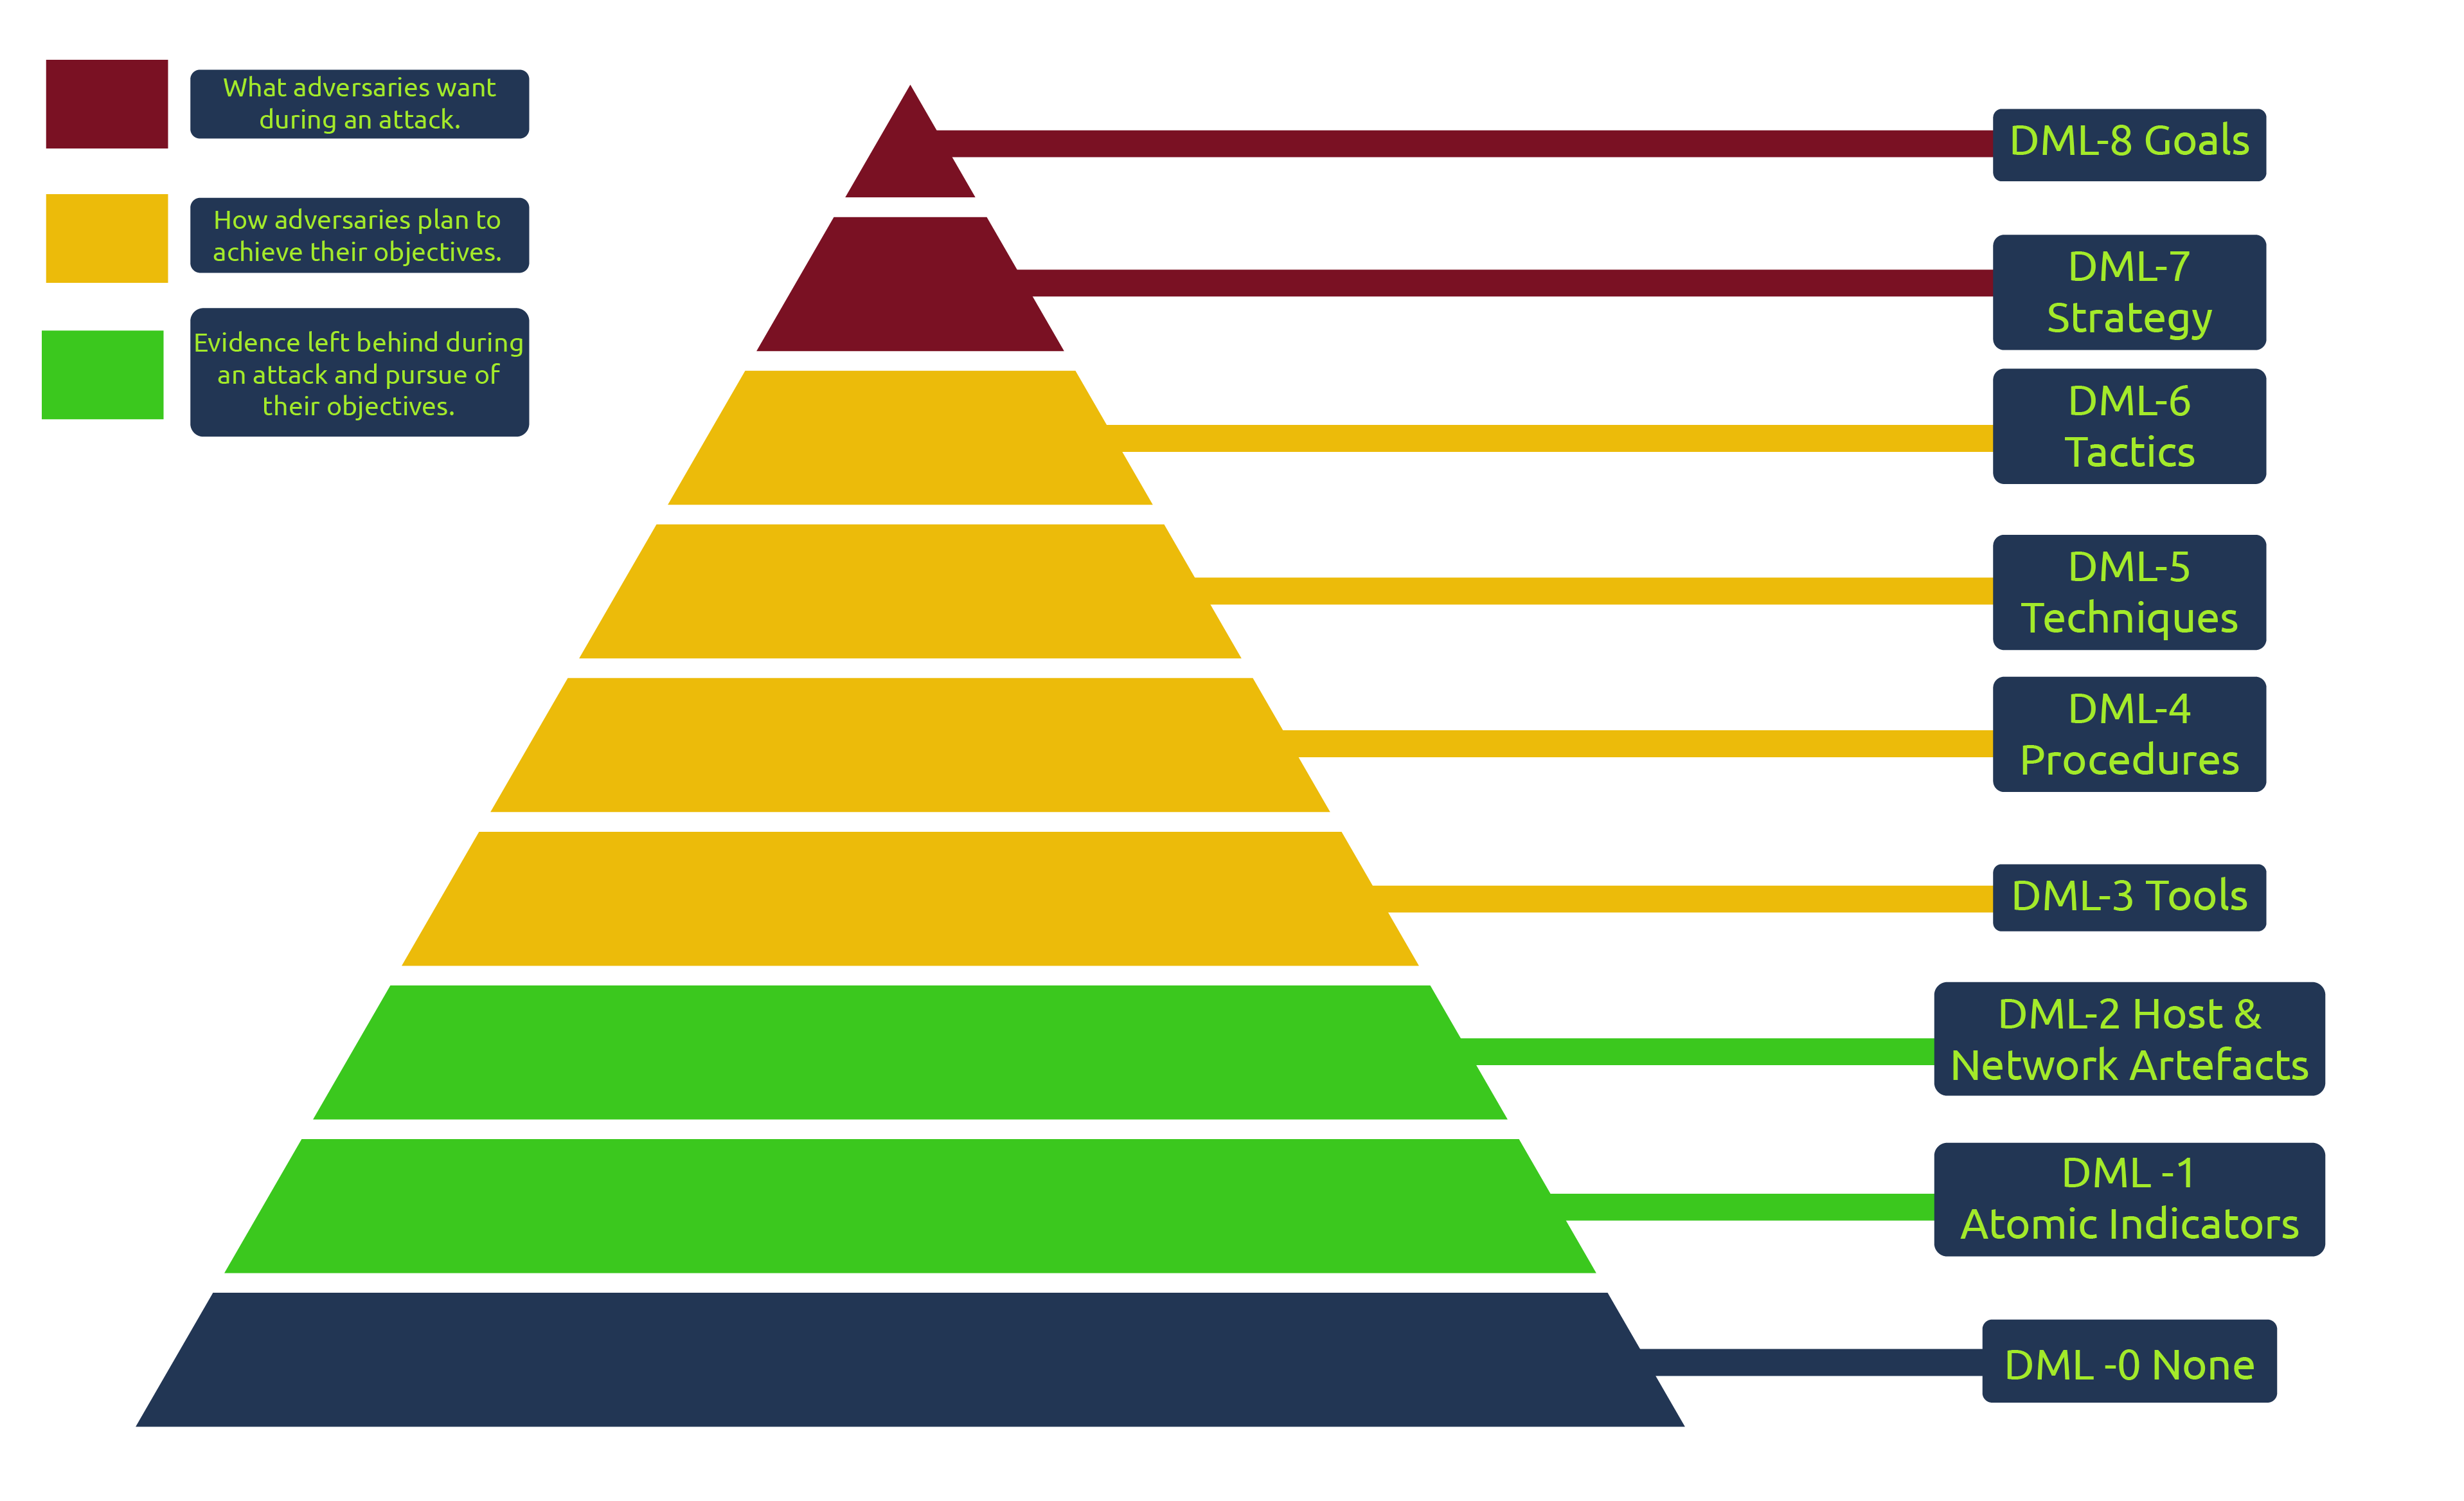 What adversaries want
during an attack.
How adversaries plan to
achieve their objectives.
Evidence left behind during
an attack and pursue of
their objectives.
DML-8 Goals
DML-7
Strategy
DML-6
Tactics
DML-5
Techniques
DML-4
Procedures
DML-3 Tools
DML-2 Host &
Network Artefacts
DML -1
Atomic Indicators
DML -0 None